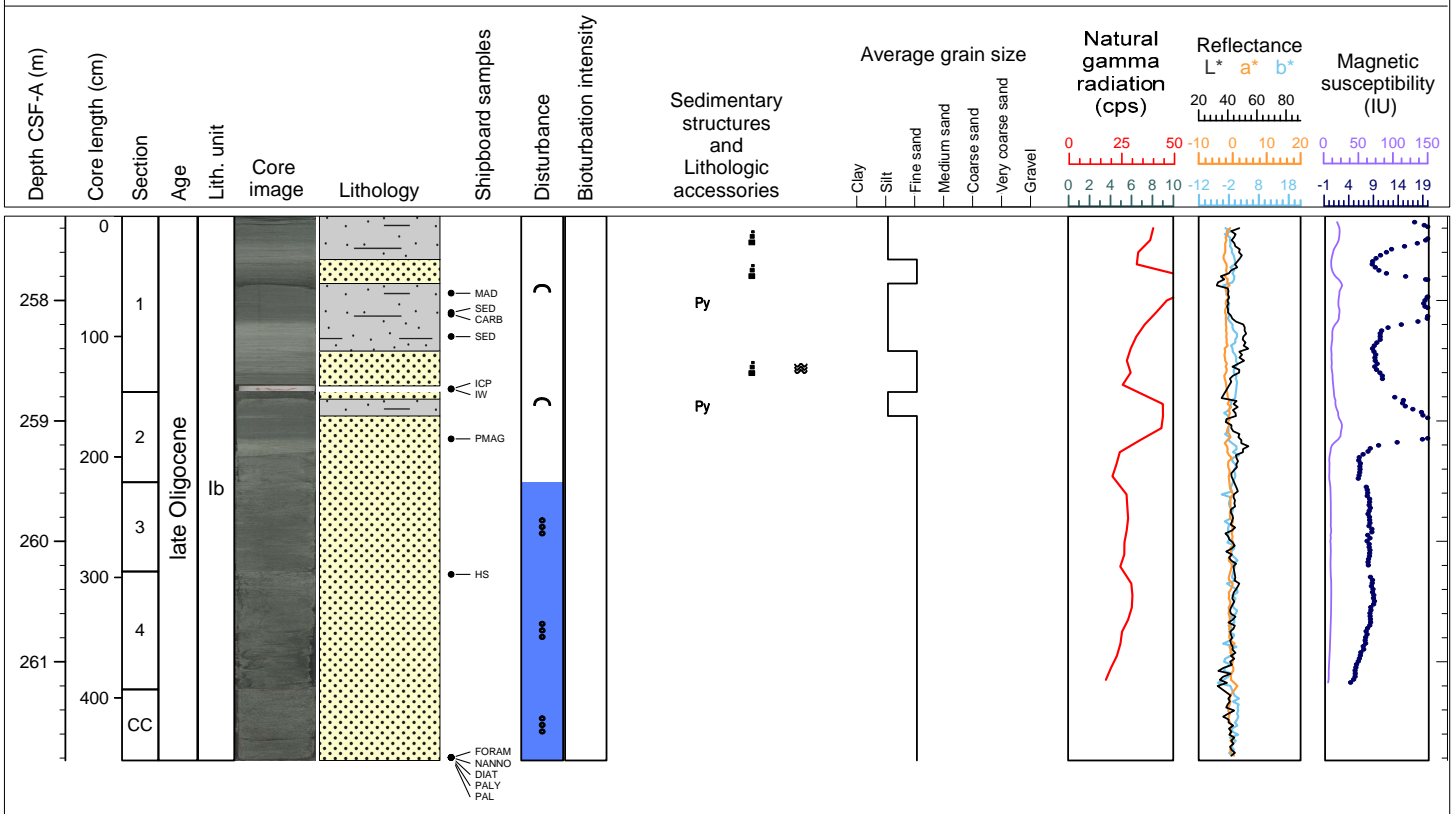 Depth CSF-A (m)
Core length (cm)
Section
Age
Lith. unit
Core
image
Lithology
Shipboard samples
Disturbance
Bioturbation intensity
Sedimentary
structures
and
Lithologic
accessories
Average grain size
Clay
Silt
Fine sand
Medium sand
Coarse sand
Very coarse sand
Gravel
Natural
gamma
radiation
(cps)
0 25 50
0 2 4 6 8 10
Reflectance
L* a* b*
20 40 60 80
-10 0 10 20
-12 -2 8 18
Magnetic
susceptibility
(IU)
0 50 100 150
-1 4 9 14 19
258
259
260
261
0
100
200
300
400
1
2
3
4
CC
late Oligocene
Ib
MAD
SED
CARB
SED
ICP
IW
PMAG
HS
FORAM
NANNO
DIAT
PALY
PAL
Py
Py